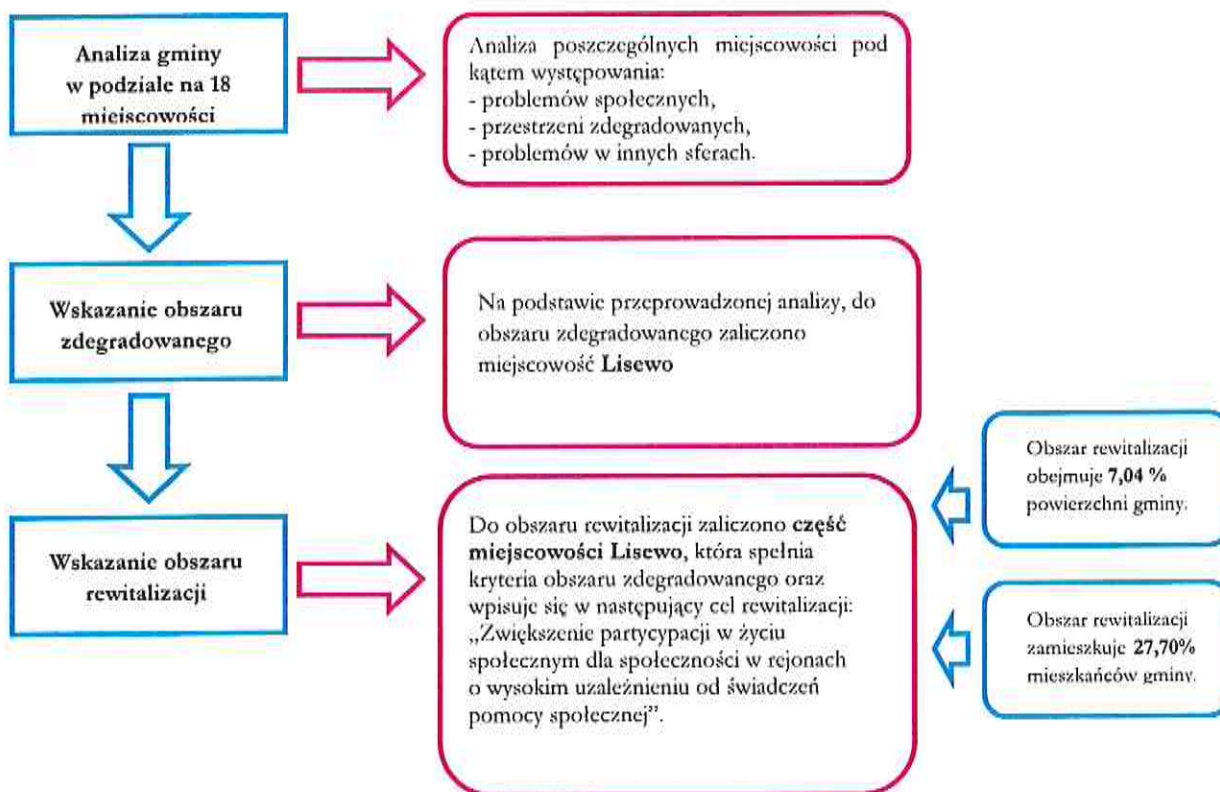 Analiza gminy
w podziale na 18
miejscowości
Analiza poszczególnych miejscowości pod
kątem występowania:
- problemów społecznych,
- przestrzeni zdegradowanych,
- problemów w innych sferach.
Wskazanie obszaru
zdegradowanego
Na podstawie przeprowadzonej analizy, do
obszaru zdegradowanego zaliczono
miejscowość Lisewo
Wskazanie obszaru
rewitalizacji
Do obszaru rewitalizacji zaliczono część
miejscowości Lisewo, która spełnia
kryteria obszaru zdegradowanego oraz
wpisuje się w następujący cel rewitalizacji:
„Zwiększenie partycypacji w życiu
społecznym dla społeczności w rejonach
o wysokim uzależnieniu od świadczeń
pomocy społecznej”.
Obszar rewitalizacji
obejmuje 7,04 %
powierzchni gminy.
Obszar rewitalizacji
zamieszkuje 27,70%
mieszkańców gminy.